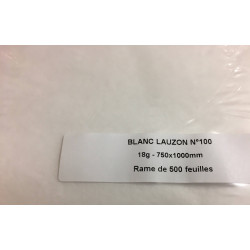 BLANC LAUZON N°100
18g - 750x1000mm
Rame de 500 feuilles